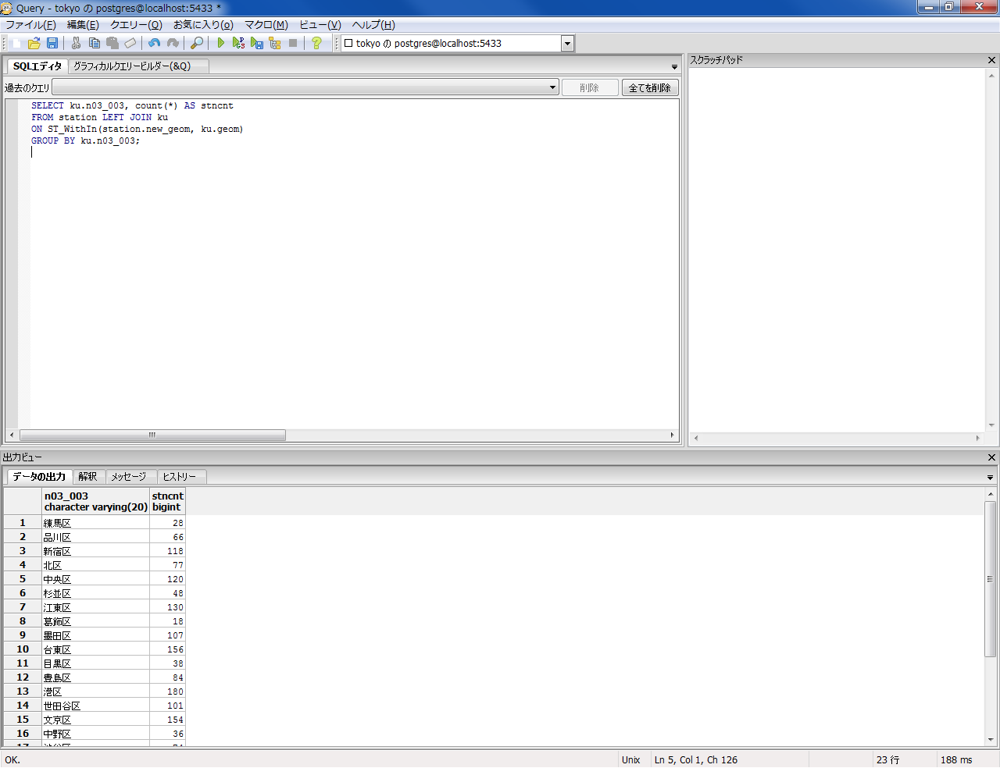 Query - tokyo の postgres@localhost:5433 *
ファイル(F) 編集(E) クエリー(Q) お気に入り(o) マクロ(M) ビュー(V) ヘルプ(H)
tokyo の postgres@localhost:5433
SQLエディタ グラフィカルクエリービルダー(&Q)
過去のクエリ 削除 全てを削除
SELECT ku.n03_003, count(*) AS stncnt
FROM station LEFT JOIN ku
ON ST_WithIn(station.new_geom, ku.geom)
GROUP BY ku.n03_003;
スクラッチパッド
出力ビュー
データの出力 解釈 メッセージ ヒストリー
n03_003 stncnt
character varying(20) bigint
1 練馬区 28
2 品川区 66
3 新宿区 118
4 北区 77
5 中央区 120
6 杉並区 48
7 江東区 130
8 葛飾区 18
9 墨田区 107
10 台東区 156
11 目黒区 38
12 豊島区 84
13 港区 180
14 世田谷区 101
15 文京区 154
16 中野区 36
OK. Unix Ln 5, Col 1, Ch 126 23 行 188 ms